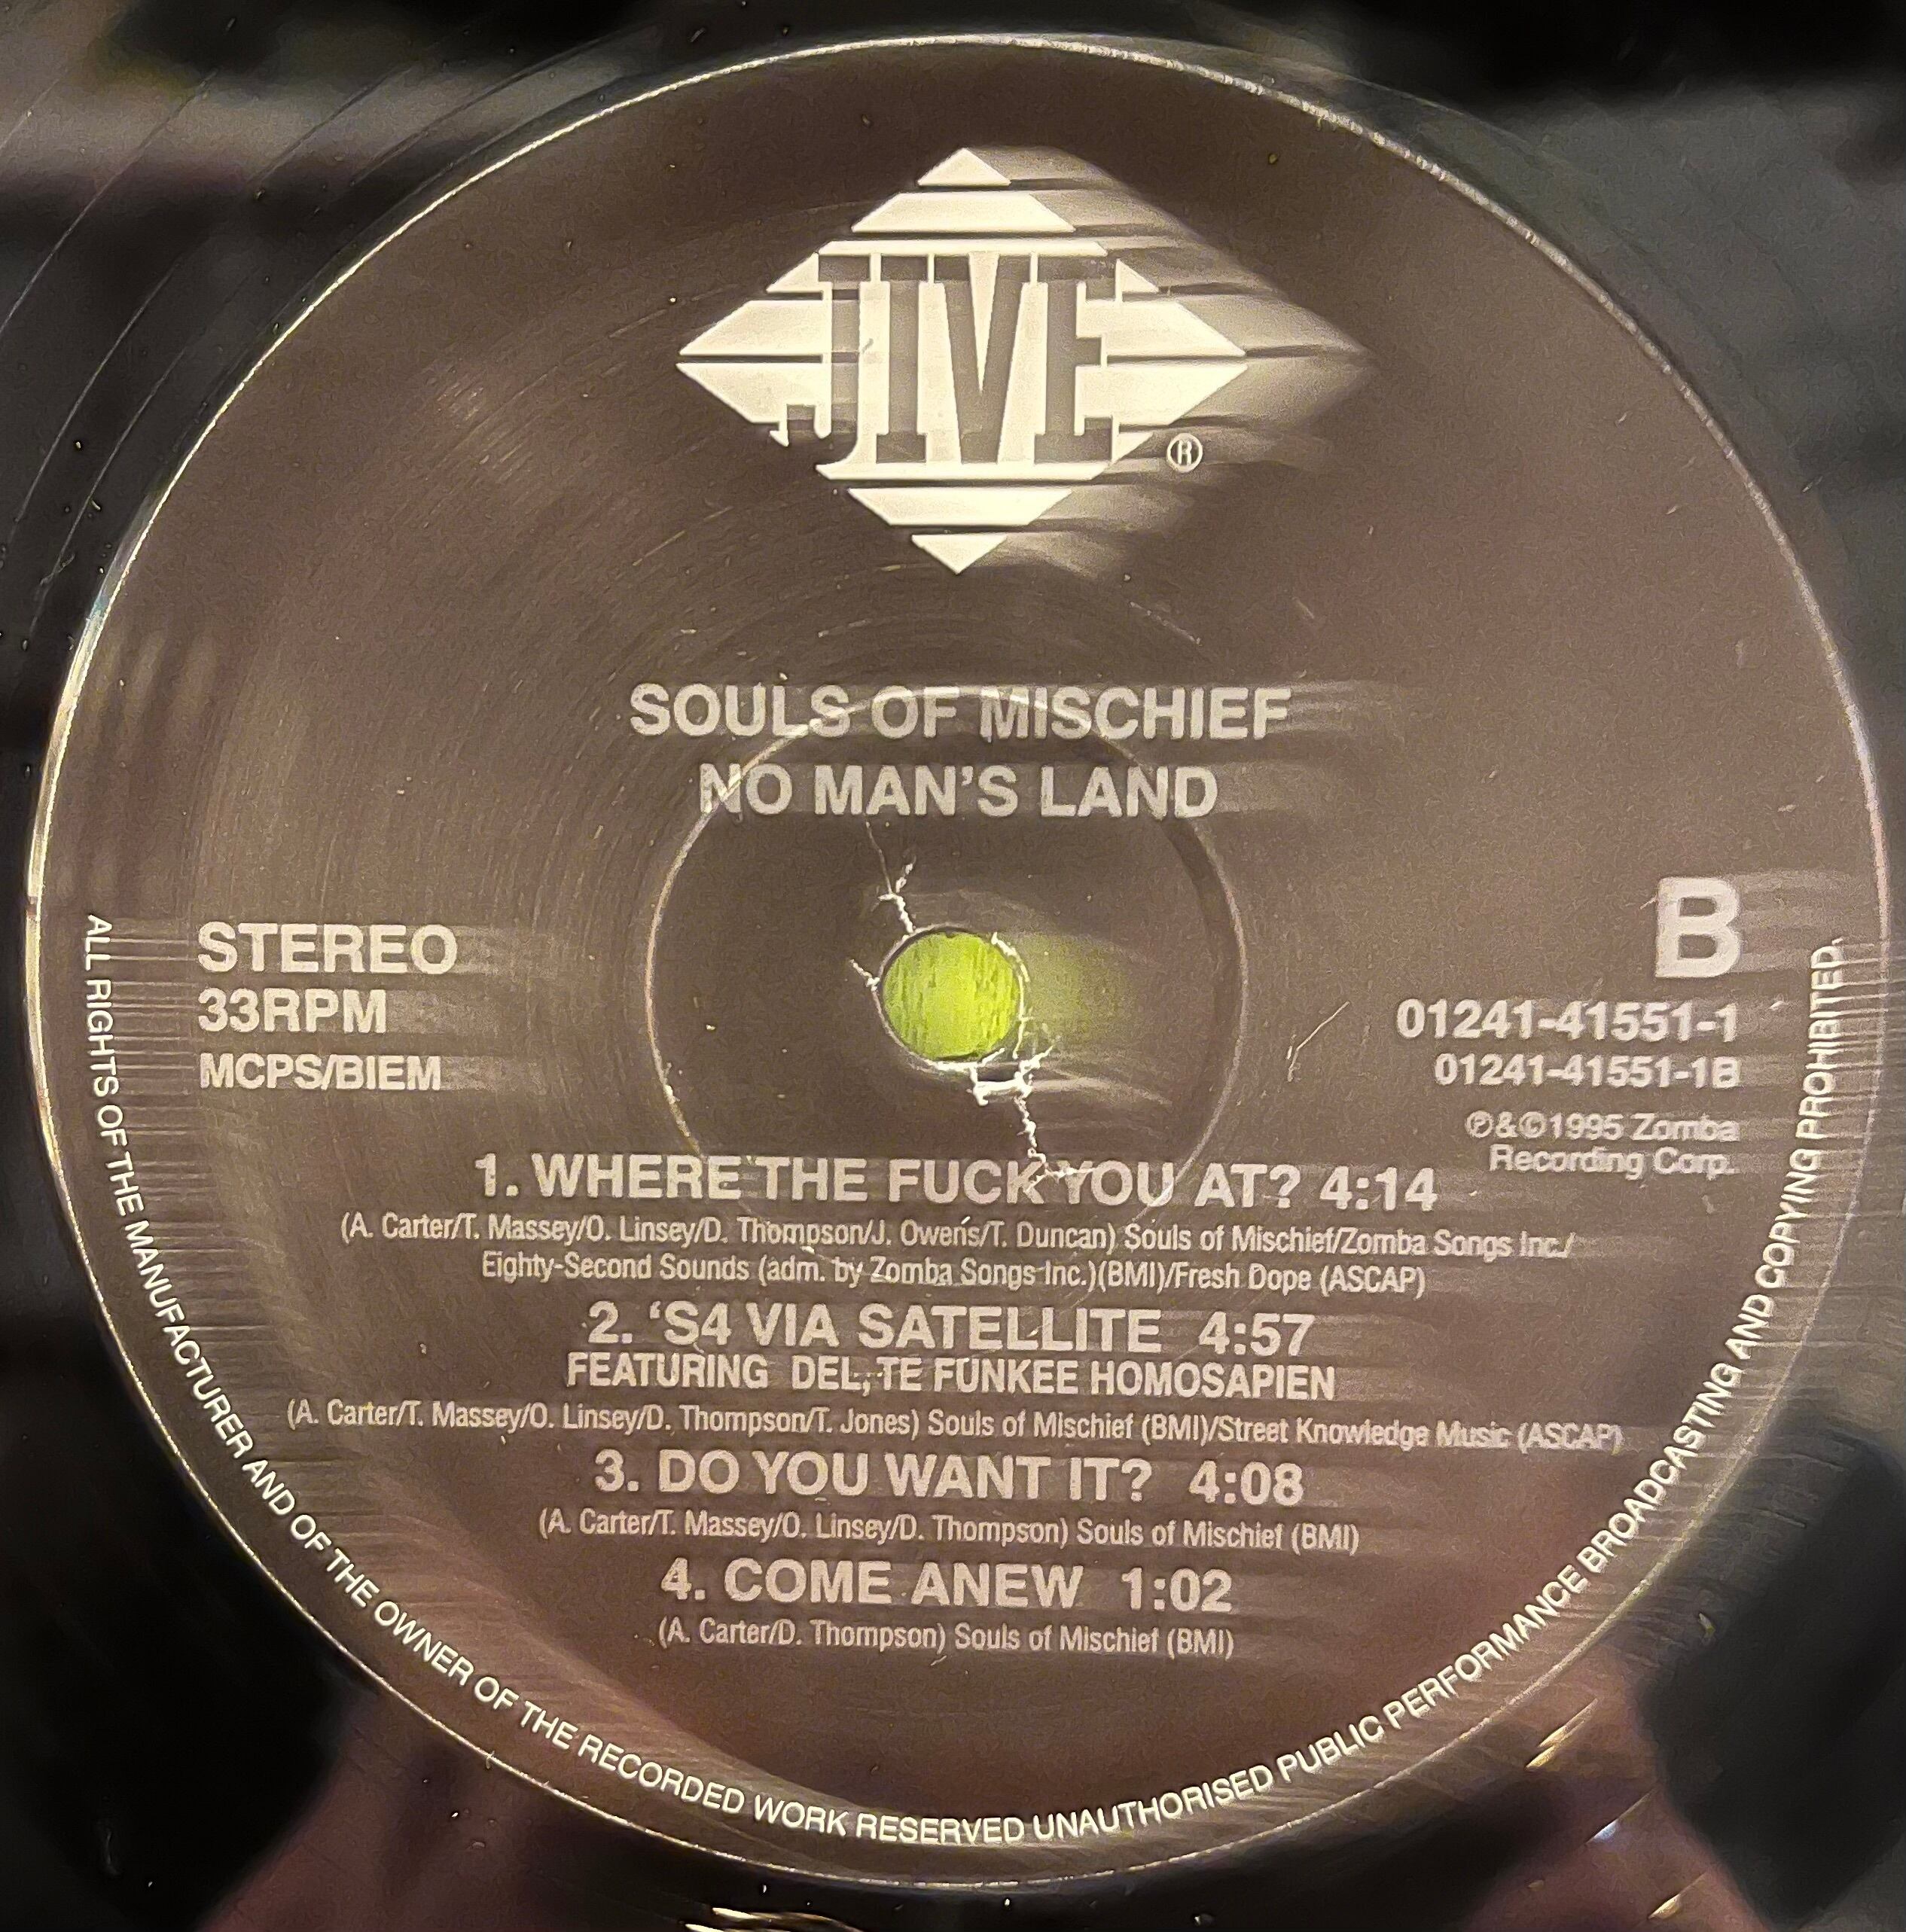 JIVE
®
SOULS OF MISCHIEF
NO MAN'S LAND
STEREO
33RPM
MCPS/BIEM
B
01241-41551-1
01241-41551-1B
℗&©1995 Zomba
Recording Corp.
1. WHERE THE FUCK YOU AT? 4:14
(A. Carter/T. Massey/O. Linsey/D. Thompson/J. Owens/T. Duncan) Souls of Mischief/Zomba Songs Inc./
Eighty-Second Sounds (adm. by Zomba Songs Inc.)(BMI)/Fresh Dope (ASCAP)
2. ‘S4 VIA SATELLITE 4:57
FEATURING DEL, TE FUNKEE HOMOSAPIEN
(A. Carter/T. Massey/O. Linsey/D. Thompson/T. Jones) Souls of Mischief (BMI)/Street Knowledge Music (ASCAP)
3. DO YOU WANT IT? 4:08
(A. Carter/T. Massey/O. Linsey/D. Thompson) Souls of Mischief (BMI)
4. COME ANEW 1:02
(A. Carter/D. Thompson) Souls of Mischief (BMI)
ALL RIGHTS OF THE MANUFACTURER AND OF THE OWNER OF THE RECORDED WORK RESERVED UNAUTHORISED PUBLIC PERFORMANCE BROADCASTING AND COPYING PROHIBITED.